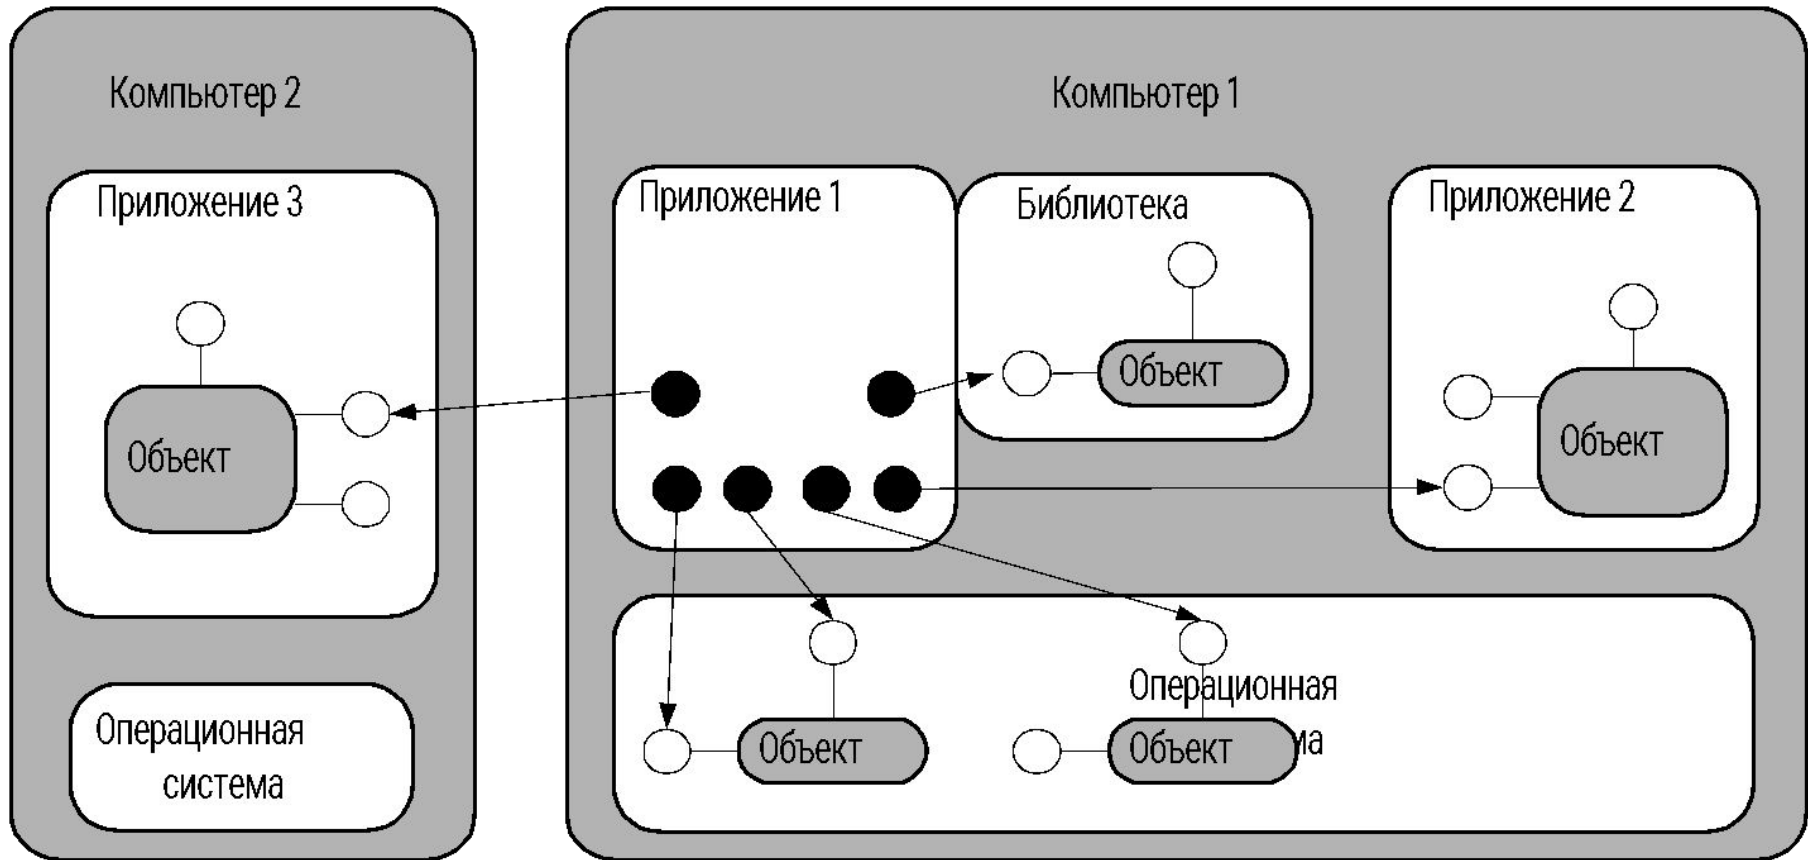 Компьютер 2
Приложение 3
Объект
Операционная
система
Компьютер 1
Приложение 1
Библиотека
Объект
Приложение 2
Объект
Операционная
ма
Объект
Объект